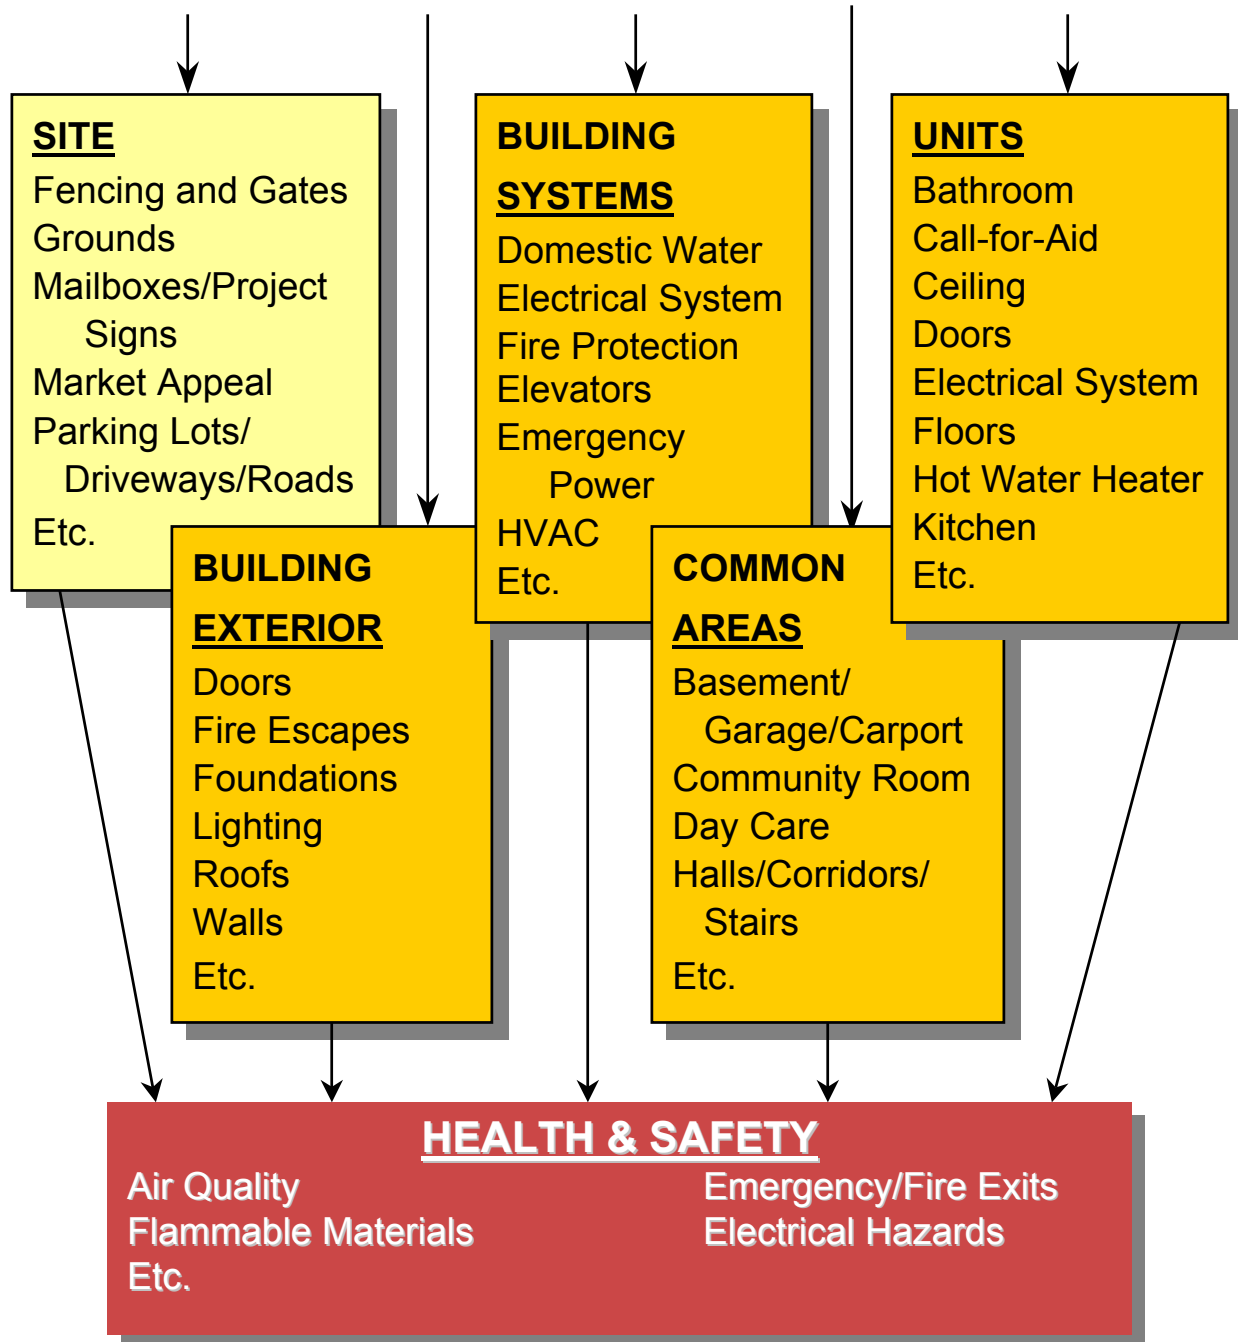 SITE
Fencing and Gates
Grounds
Mailboxes/Project
Signs
Market Appeal
Parking Lots/
Driveways/Roads
Etc.
BUILDING
EXTERIOR
Doors
Fire Escapes
Foundations
Lighting
Roofs
Walls
Etc.
BUILDING
SYSTEMS
Domestic Water
Electrical System
Fire Protection
Elevators
Emergency
Power
HVAC
Etc.
COMMON
AREAS
Basement/
Garage/Carport
Community Room
Day Care
Halls/Corridors/
Stairs
Etc.
UNITS
Bathroom
Call-for-Aid
Ceiling
Doors
Electrical System
Floors
Hot Water Heater
Kitchen
Etc.
HEALTH & SAFETY
Air Quality
Flammable Materials
Etc.
Emergency/Fire Exits
Electrical Hazards